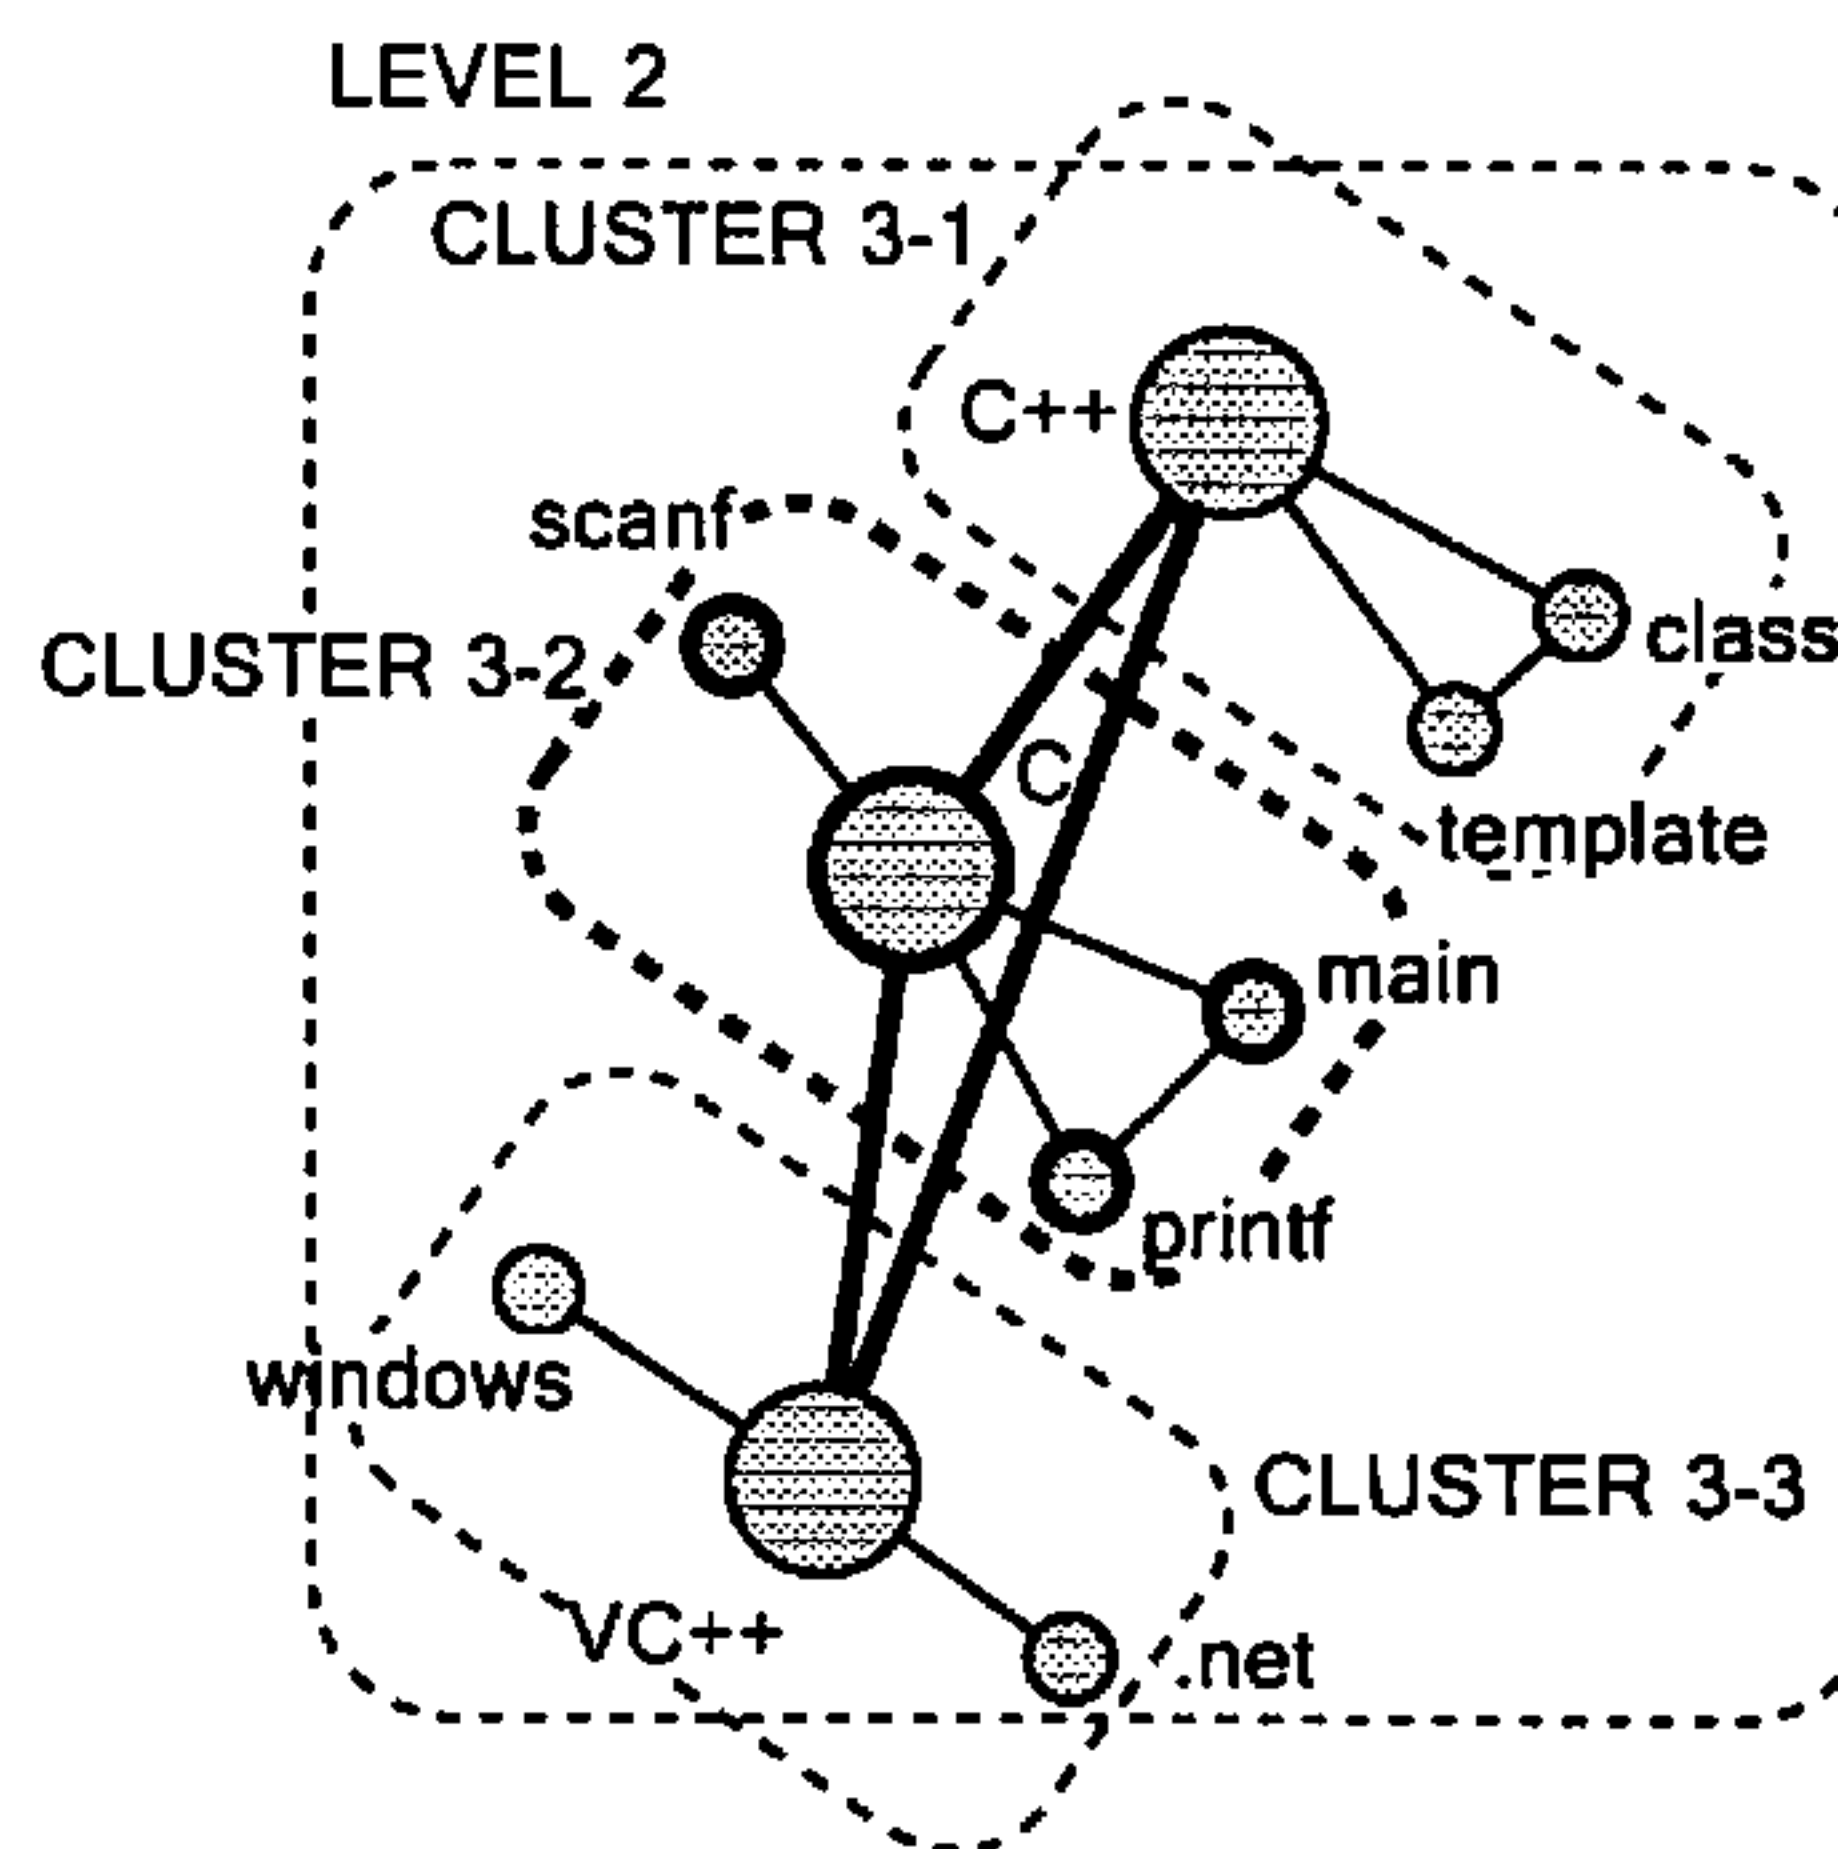 LEVEL 2
CLUSTER 3-1
C++
scanf
class
CLUSTER 3-2
C
template
main
printf
windows
CLUSTER 3-3
VC++
.net